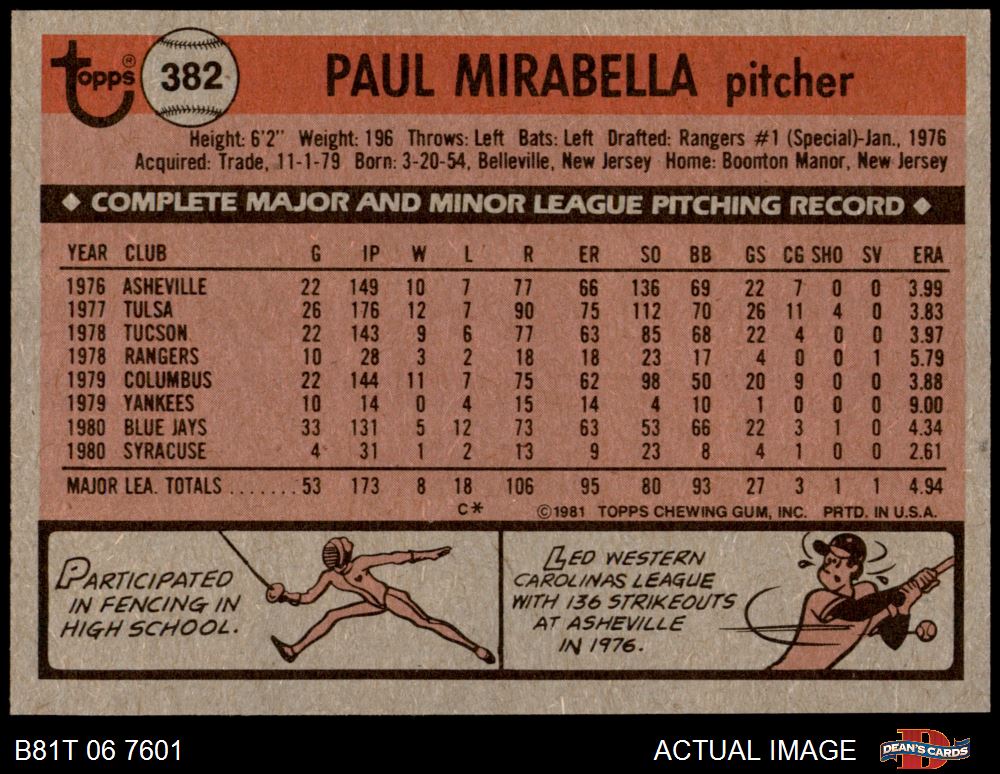 topps® 382 PAUL MIRABELLA pitcher
Height: 6'2" Weight: 196 Throws: Left Bats: Left Drafted: Rangers #1 (Special)-Jan., 1976
Acquired: Trade, 11-1-79 Born: 3-20-54, Belleville, New Jersey Home: Boonton Manor, New Jersey
◆ COMPLETE MAJOR AND MINOR LEAGUE PITCHING RECORD ◆
YEAR CLUB G IP W L R ER SO BB GS CG SHO SV ERA
1976 ASHEVILLE 22 149 10 7 77 66 136 69 22 7 0 0 3.99
1977 TULSA 26 176 12 7 90 75 112 70 26 11 4 0 3.83
1978 TUCSON 22 143 9 6 77 63 85 68 22 4 0 0 3.97
1978 RANGERS 10 28 3 2 18 18 23 17 4 0 0 1 5.79
1979 COLUMBUS 22 144 11 7 75 62 98 50 20 9 0 0 3.88
1979 YANKEES 10 14 0 4 15 14 4 10 1 0 0 0 9.00
1980 BLUE JAYS 33 131 5 12 73 63 53 66 22 3 1 0 4.34
1980 SYRACUSE 4 31 1 2 13 9 23 8 4 1 0 0 2.61
MAJOR LEA. TOTALS ....... 53 173 8 18 106 95 80 93 27 3 1 1 4.94
C* ©1981 TOPPS CHEWING GUM, INC. PRTD. IN U.S.A.
PARTICIPATED
IN FENCING IN
HIGH SCHOOL.
LED WESTERN
CAROLINAS LEAGUE
WITH 136 STRIKEOUTS
AT ASHEVILLE
IN 1976.
B81T 06 7601 ACTUAL IMAGE DEAN'S CARDS